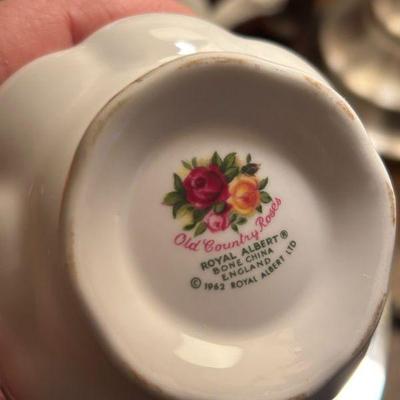 Old Country Roses
ROYAL ALBERT®
BONE CHINA
ENGLAND
© 1962 ROYAL ALBERT LTD